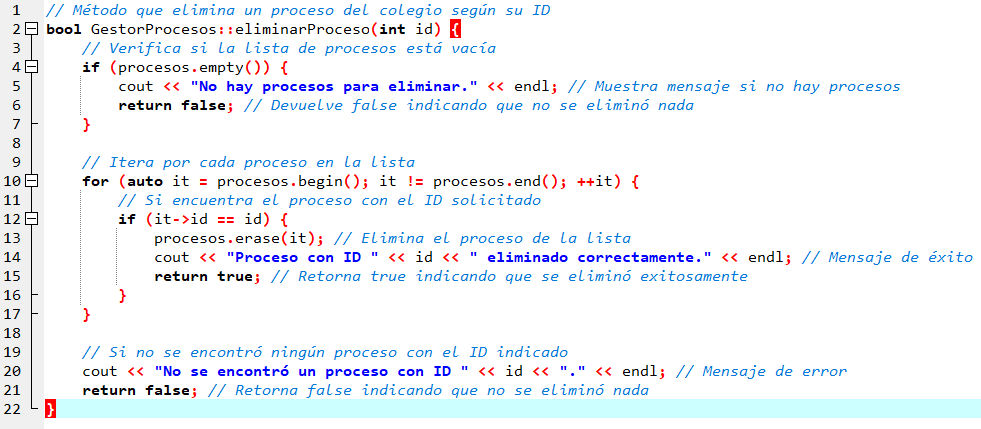 1 // Método que elimina un proceso del colegio según su ID
2 bool GestorProcesos::eliminarProceso(int id) {
3     // Verifica si la lista de procesos está vacía
4     if (procesos.empty()) {
5         cout << "No hay procesos para eliminar." << endl; // Muestra mensaje si no hay procesos
6         return false; // Devuelve false indicando que no se eliminó nada
7     }
8
9     // Itera por cada proceso en la lista
10     for (auto it = procesos.begin(); it != procesos.end(); ++it) {
11         // Si encuentra el proceso con el ID solicitado
12         if (it->id == id) {
13             procesos.erase(it); // Elimina el proceso de la lista
14             cout << "Proceso con ID " << id << " eliminado correctamente." << endl; // Mensaje de éxito
15             return true; // Retorna true indicando que se eliminó exitosamente
16         }
17     }
18
19     // Si no se encontró ningún proceso con el ID indicado
20     cout << "No se encontró un proceso con ID " << id << "." << endl; // Mensaje de error
21     return false; // Retorna false indicando que no se eliminó nada
22 }